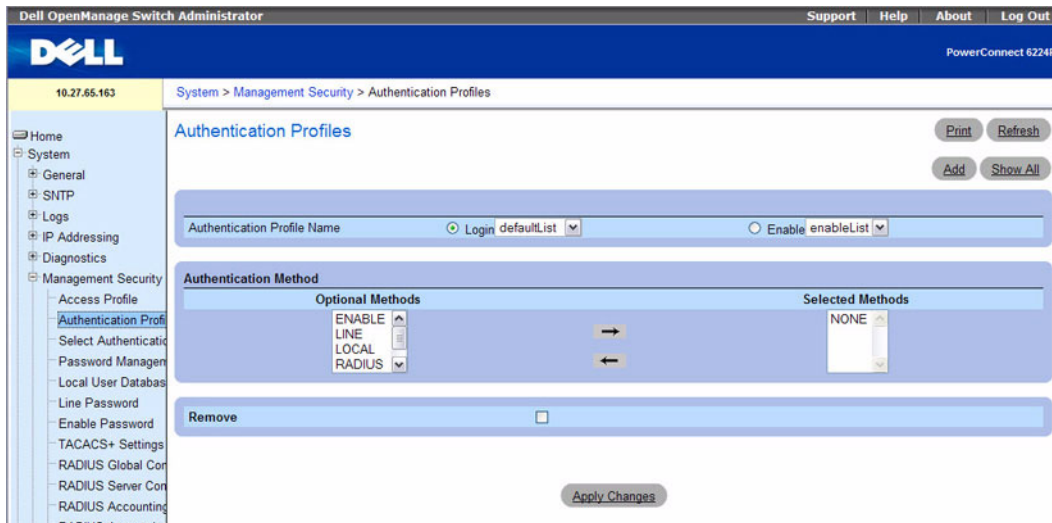 Dell OpenManage Switch Administrator
Support
Help
About
Log Out
DELL
PowerConnect 6224
10.27.65.163
System > Management Security > Authentication Profiles
Home
System
General
SNTP
Logs
IP Addressing
Diagnostics
Management Security
Access Profile
Authentication Profi
Select Authenticatio
Password Managem
Local User Databas
Line Password
Enable Password
TACACS+ Settings
RADIUS Global Con
RADIUS Server Con
RADIUS Accounting
Authentication Profiles
Print
Refresh
Add
Show All
Authentication Profile Name
Login defaultList
Enable enableList
Authentication Method
Optional Methods
Selected Methods
ENABLE
LINE
LOCAL
RADIUS
NONE
Remove
Apply Changes